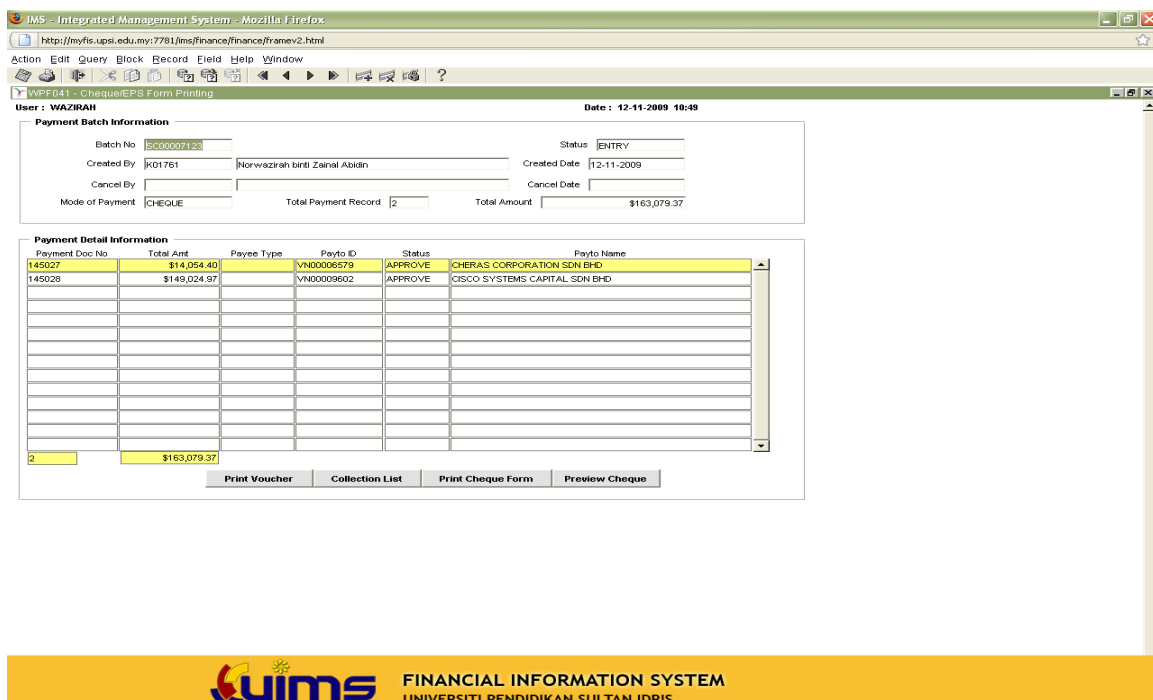 IMS - Integrated Management System - Mozilla Firefox
http://myfis.upsi.edu.my:7781/ims/finance/finance/framev2.html
Action Edit Query Block Record Field Help Window
?
WPF041 - Cheque/EPS Form Printing
User : WAZIRAH Date : 12-11-2009 10:49
Payment Batch Information
Batch No SC00007123 Status ENTRY
Created By K01761 Norwazirah binti Zainal Abidin Created Date 12-11-2009
Cancel By Cancel Date
Mode of Payment CHEQUE Total Payment Record 2 Total Amount $163,079.37
Payment Detail Information
Payment Doc No Total Amt Payee Type Payto ID Status Payto Name
145027 $14,054.40 VN00006579 APPROVE CHERAS CORPORATION SDN BHD
145028 $149,024.97 VN00009602 APPROVE CISCO SYSTEMS CAPITAL SDN BHD
2 $163,079.37
Print Voucher Collection List Print Cheque Form Preview Cheque
uims FINANCIAL INFORMATION SYSTEM
UNIVERSITI PENDIDIKAN SULTAN IDRIS